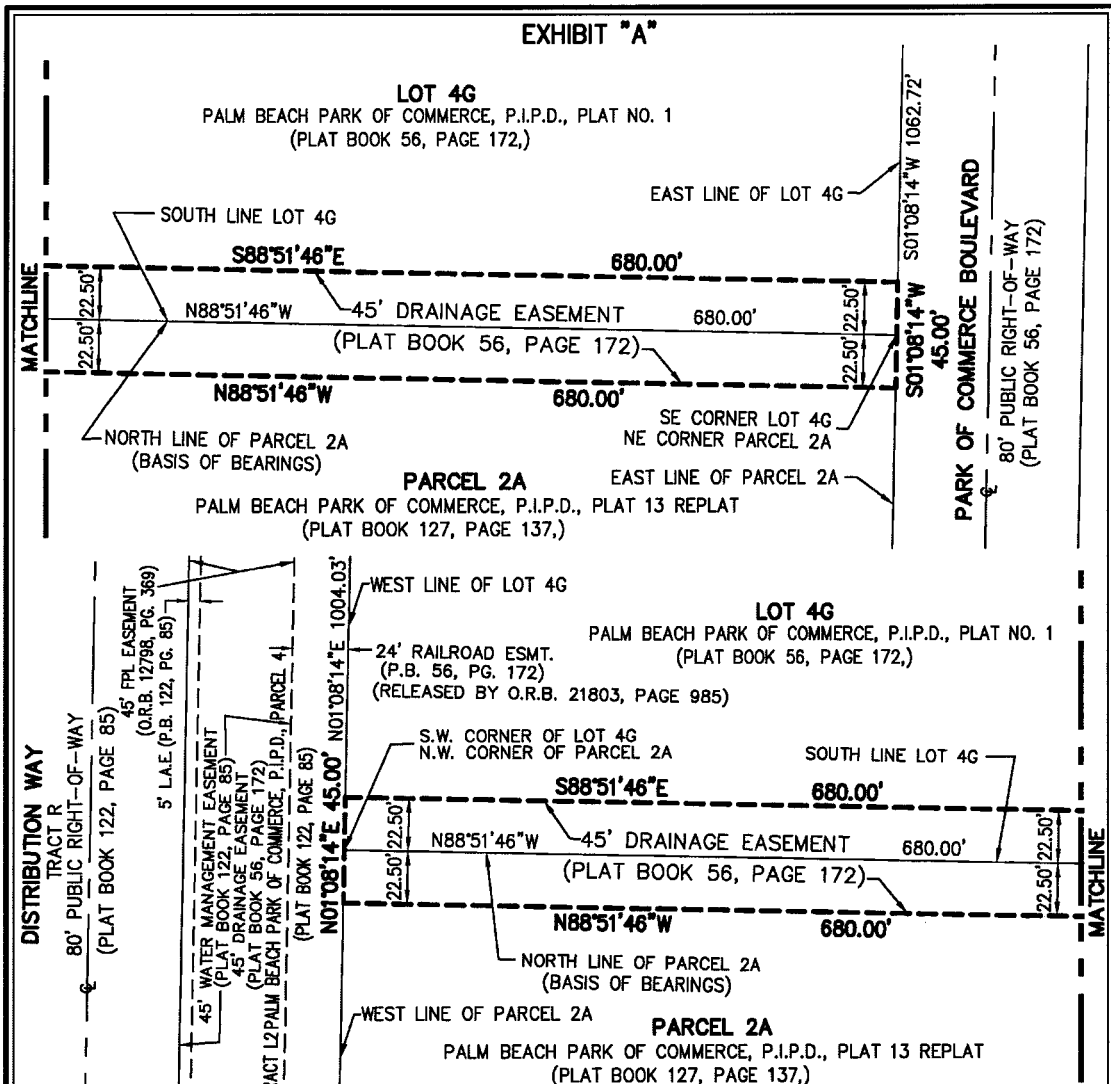 EXHIBIT "A"
LOT 4G
PALM BEACH PARK OF COMMERCE, P.I.P.D., PLAT NO. 1
(PLAT BOOK 56, PAGE 172,)
EAST LINE OF LOT 4G
S01°08'14"W 1062.72'
SOUTH LINE LOT 4G
S88°51'46"E 680.00'
MATCHLINE
22.50'
22.50'
N88°51'46"W 45' DRAINAGE EASEMENT 680.00'
(PLAT BOOK 56, PAGE 172)
22.50'
22.50'
S01°08'14"W
45.00'
PARK OF COMMERCE BOULEVARD
80' PUBLIC RIGHT-OF-WAY
(PLAT BOOK 56, PAGE 172)
℄
N88°51'46"W 680.00'
SE CORNER LOT 4G
NE CORNER PARCEL 2A
NORTH LINE OF PARCEL 2A
(BASIS OF BEARINGS)
PARCEL 2A
EAST LINE OF PARCEL 2A
PALM BEACH PARK OF COMMERCE, P.I.P.D., PLAT 13 REPLAT
(PLAT BOOK 127, PAGE 137,)
DISTRIBUTION WAY
TRACT R
80' PUBLIC RIGHT-OF-WAY
(PLAT BOOK 122, PAGE 85)
℄
45' FPL EASEMENT
(O.R.B. 12798, PG. 369)
5' L.A.E. (P.B. 122, PG. 85)
45' WATER MANAGEMENT EASEMENT
(PLAT BOOK 122, PAGE 85)
45' DRAINAGE EASEMENT
(PLAT BOOK 56, PAGE 172)
ACT L2 PALM BEACH PARK OF COMMERCE, P.I.P.D., PARCEL 4
(PLAT BOOK 122, PAGE 85)
N01°08'14"E 45.00'
N01°08'14"E 1004.03'
WEST LINE OF LOT 4G
24' RAILROAD ESMT.
(P.B. 56, PG. 172)
(RELEASED BY O.R.B. 21803, PAGE 985)
LOT 4G
PALM BEACH PARK OF COMMERCE, P.I.P.D., PLAT NO. 1
(PLAT BOOK 56, PAGE 172,)
S.W. CORNER OF LOT 4G
N.W. CORNER OF PARCEL 2A
SOUTH LINE LOT 4G
S88°51'46"E 680.00'
22.50'
22.50'
N88°51'46"W 45' DRAINAGE EASEMENT 680.00'
(PLAT BOOK 56, PAGE 172)
22.50'
22.50'
MATCHLINE
N88°51'46"W 680.00'
NORTH LINE OF PARCEL 2A
(BASIS OF BEARINGS)
WEST LINE OF PARCEL 2A
PARCEL 2A
PALM BEACH PARK OF COMMERCE, P.I.P.D., PLAT 13 REPLAT
(PLAT BOOK 127, PAGE 137,)